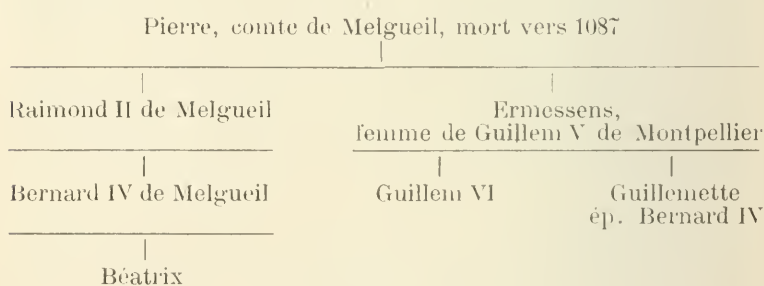 Pierre, comte de Melgueil, mort vers 1087
Raimond II de Melgueil
Ermessens,
femme de Guillem V de Montpellier
Bernard IV de Melgueil
Guillem VI
Guillemette
ép. Bernard IV
Béatrix